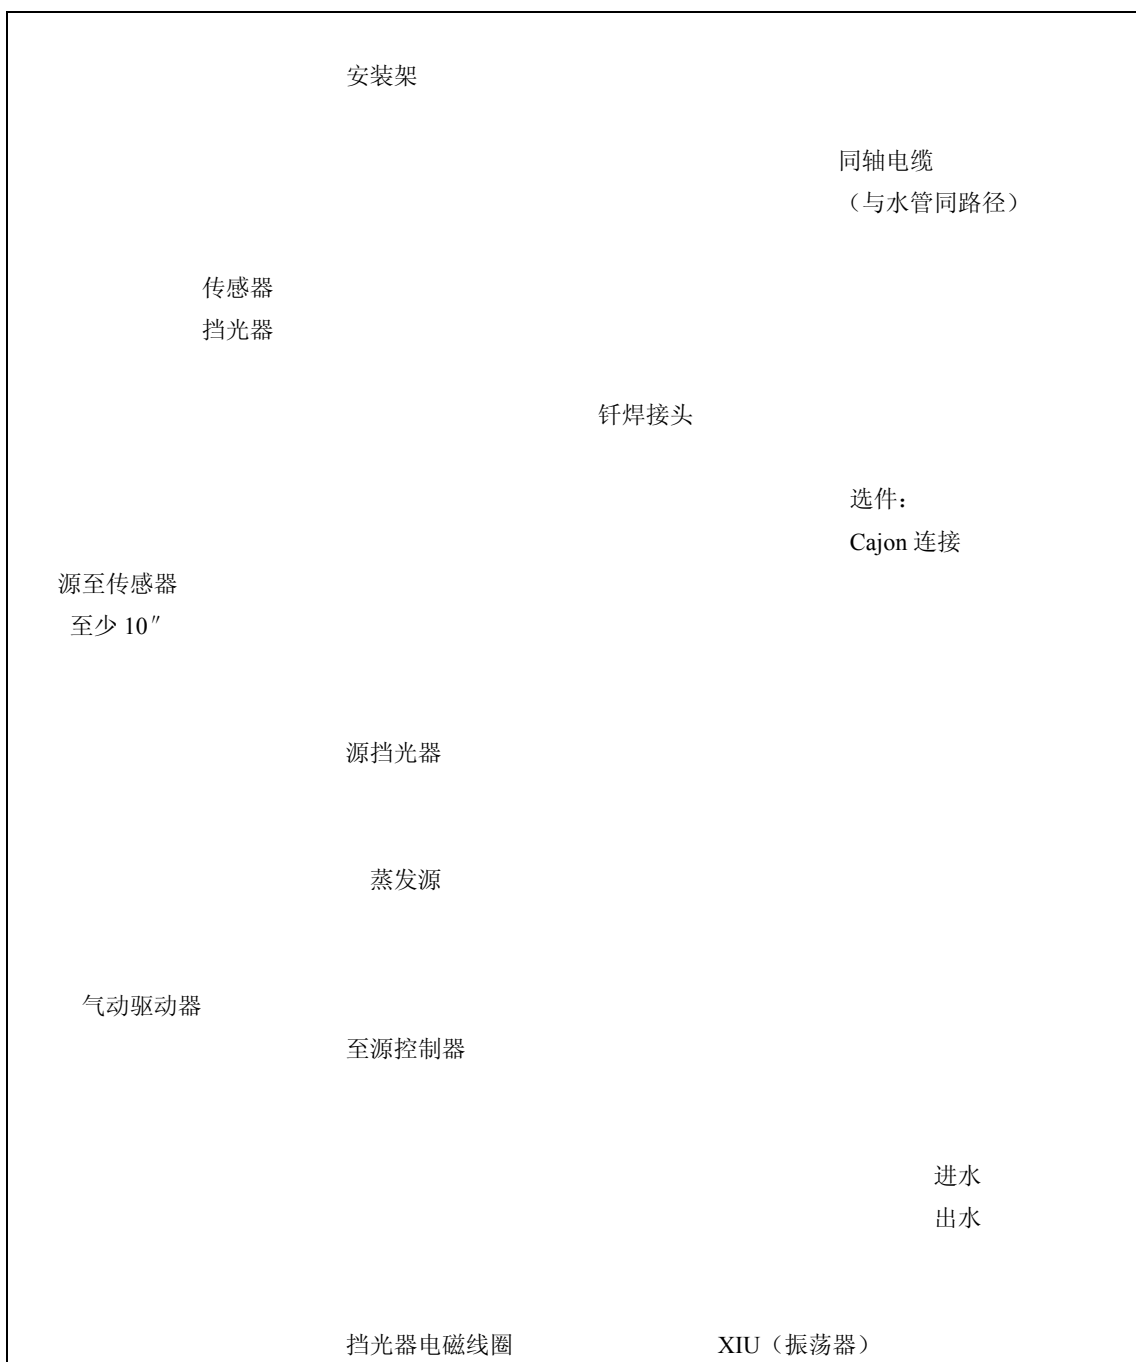 安装架
同轴电缆
（与水管同路径）
传感器
挡光器
钎焊接头
选件：
Cajon 连接
源至传感器
至少 10″
源挡光器
蒸发源
气动驱动器
至源控制器
进水
出水
挡光器电磁线圈 XIU（振荡器）